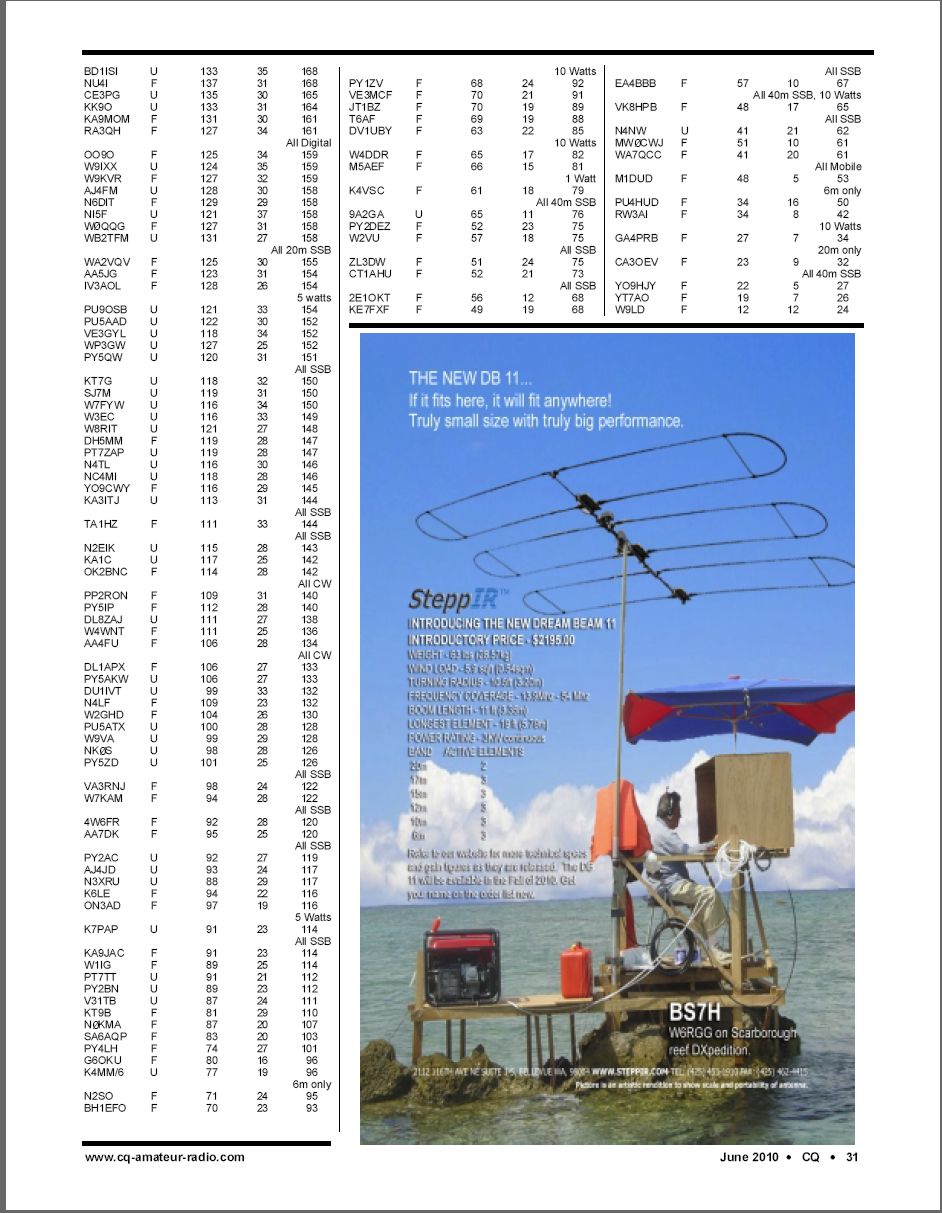 BD1ISI U 133 35 168
NU4I F 137 31 168
CE3PG U 135 30 165
KK9O U 133 31 164
KA9MOM F 131 30 161
RA3QH F 127 34 161
All Digital
OO9O F 125 34 159
W9IXX U 124 35 159
W9KVR F 127 32 159
AJ4FM U 128 30 158
N6DIT F 129 29 158
NI5F U 121 37 158
WØQQG F 127 31 158
WB2TFM U 131 27 158
All 20m SSB
WA2VQV F 125 30 155
AA5JG F 123 31 154
IV3AOL F 128 26 154
5 watts
PU9OSB U 121 33 154
PU5AAD U 122 30 152
VE3GYL U 118 34 152
WP3GW U 127 25 152
PY5QW U 120 31 151
All SSB
KT7G U 118 32 150
SJ7M U 119 31 150
W7FYW U 116 34 150
W3EC U 116 33 149
W8RIT U 121 27 148
DH5MM F 119 28 147
PT7ZAP U 119 28 147
N4TL U 116 30 146
NC4MI U 118 28 146
YO9CWY F 116 29 145
KA3ITJ U 113 31 144
All SSB
TA1HZ F 111 33 144
All SSB
N2EIK U 115 28 143
KA1C U 117 25 142
OK2BNC F 114 28 142
All CW
PP2RON F 109 31 140
PY5IP F 112 28 140
DL8ZAJ U 111 27 138
W4WNT F 111 25 136
AA4FU F 106 28 134
All CW
DL1APX F 106 27 133
PY5AKW U 106 27 133
DU1IVT U 99 33 132
N4LF F 109 23 132
W2GHD F 104 26 130
PU5ATX U 100 28 128
W9VA U 99 29 128
NKØS U 98 28 126
PY5ZD U 101 25 126
All SSB
VA3RNJ F 98 24 122
W7KAM F 94 28 122
All SSB
4W6FR F 92 28 120
AA7DK F 95 25 120
All SSB
PY2AC U 92 27 119
AJ4JD U 93 24 117
N3XRU U 88 29 117
K6LE F 94 22 116
ON3AD F 97 19 116
5 Watts
K7PAP U 91 23 114
All SSB
KA9JAC F 91 23 114
W1IG F 89 25 114
PT7TT U 91 21 112
PY2BN U 89 23 112
V31TB U 87 24 111
KT9B F 81 29 110
NØKMA F 87 20 107
SA6AQP F 83 20 103
PY4LH F 74 27 101
G6OKU F 80 16 96
K4MM/6 U 77 19 96
6m only
N2SO F 71 24 95
BH1EFO F 70 23 93
10 Watts
PY1ZV F 68 24 92
VE3MCF F 70 21 91
JT1BZ F 70 19 89
T6AF F 69 19 88
DV1UBY F 63 22 85
10 Watts
W4DDR F 65 17 82
M5AEF F 66 15 81
1 Watt
K4VSC F 61 18 79
All 40m SSB
9A2GA U 65 11 76
PY2DEZ F 52 23 75
W2VU F 57 18 75
All SSB
ZL3DW F 51 24 75
CT1AHU F 52 21 73
All SSB
2E1OKT F 56 12 68
KE7FXF F 49 19 68
All SSB
EA4BBB F 57 10 67
All 40m SSB, 10 Watts
VK8HPB F 48 17 65
All SSB
N4NW U 41 21 62
MWØCWJ F 51 10 61
WA7QCC F 41 20 61
All Mobile
M1DUD F 48 5 53
6m only
PU4HUD F 34 16 50
RW3AI F 34 8 42
10 Watts
GA4PRB F 27 7 34
20m only
CA3OEV F 23 9 32
All 40m SSB
YO9HJY F 22 5 27
YT7AO F 19 7 26
W9LD F 12 12 24
THE NEW DB 11...
If it fits here, it will fit anywhere!
Truly small size with truly big performance.
SteppIR™
INTRODUCING THE NEW DREAM BEAM 11
INTRODUCTORY PRICE - $2195.00
WEIGHT - 63 lbs
WIND LOAD - 5.9 sqft (0.54sqm)
TURNING RADIUS - 10.5ft (3.20m)
FREQUENCY COVERAGE - 13.9Mhz - 54 Mhz
BOOM LENGTH - 11 ft (3.35m)
LONGEST ELEMENT - 19 ft (5.78m)
POWER RATING - 3KW continuous
BAND ACTIVE ELEMENTS
20m 2
17m 3
15m 3
12m 3
10m 3
6m 3
Refer to our website for more technical specs
and gain figures as they are released. The DB
11 will be available in the Fall of 2010. Get
your name on the order list now.
BS7H
W6RGG on Scarborough
reef DXpedition.
2112 116TH AVE NE SUITE 1-5, BELLEVUE WA, 98004 WWW.STEPPIR.COM TEL: (425) 453-1910 FAX: (425) 462-4415
Picture is an artistic rendition to show scale and portability of antenna.
www.cq-amateur-radio.com
June 2010 • CQ • 31